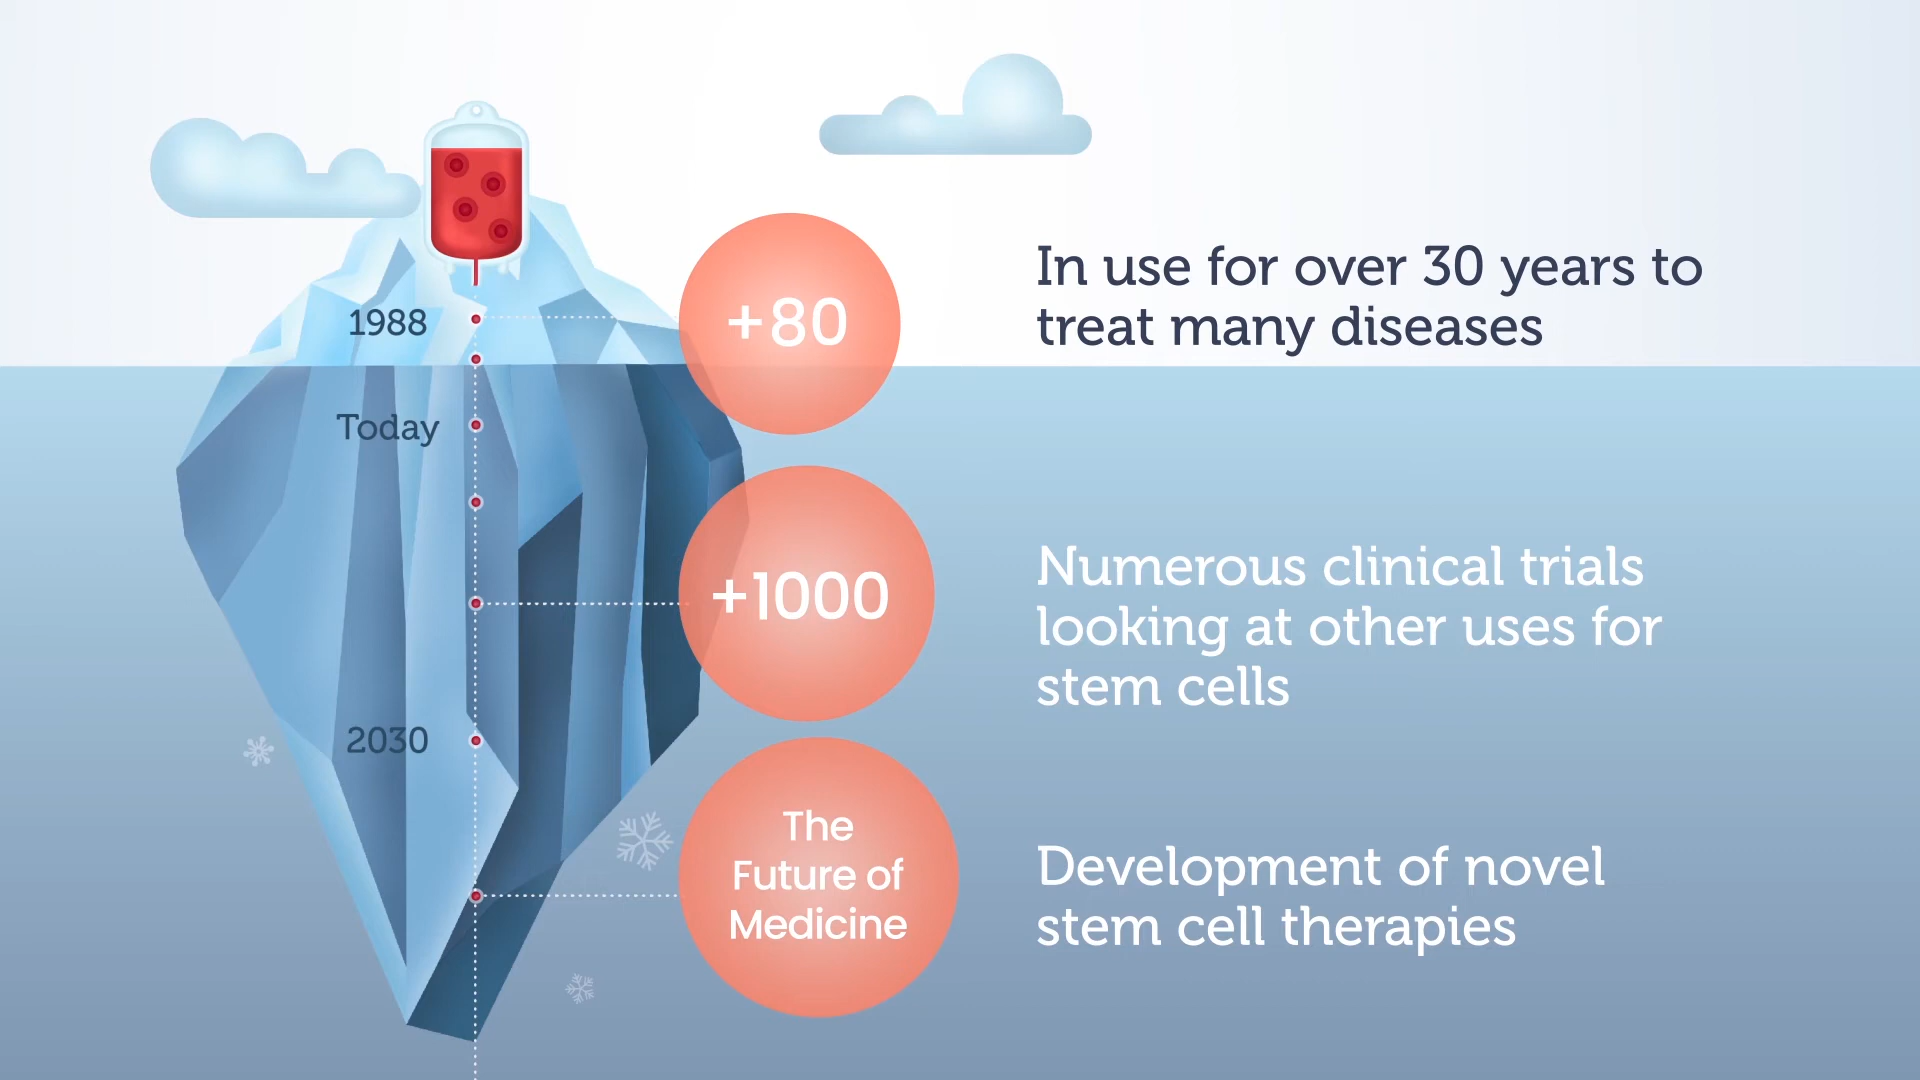 1988
+80
In use for over 30 years to
treat many diseases
Today
+1000
Numerous clinical trials
looking at other uses for
stem cells
2030
The
Future of
Medicine
Development of novel
stem cell therapies